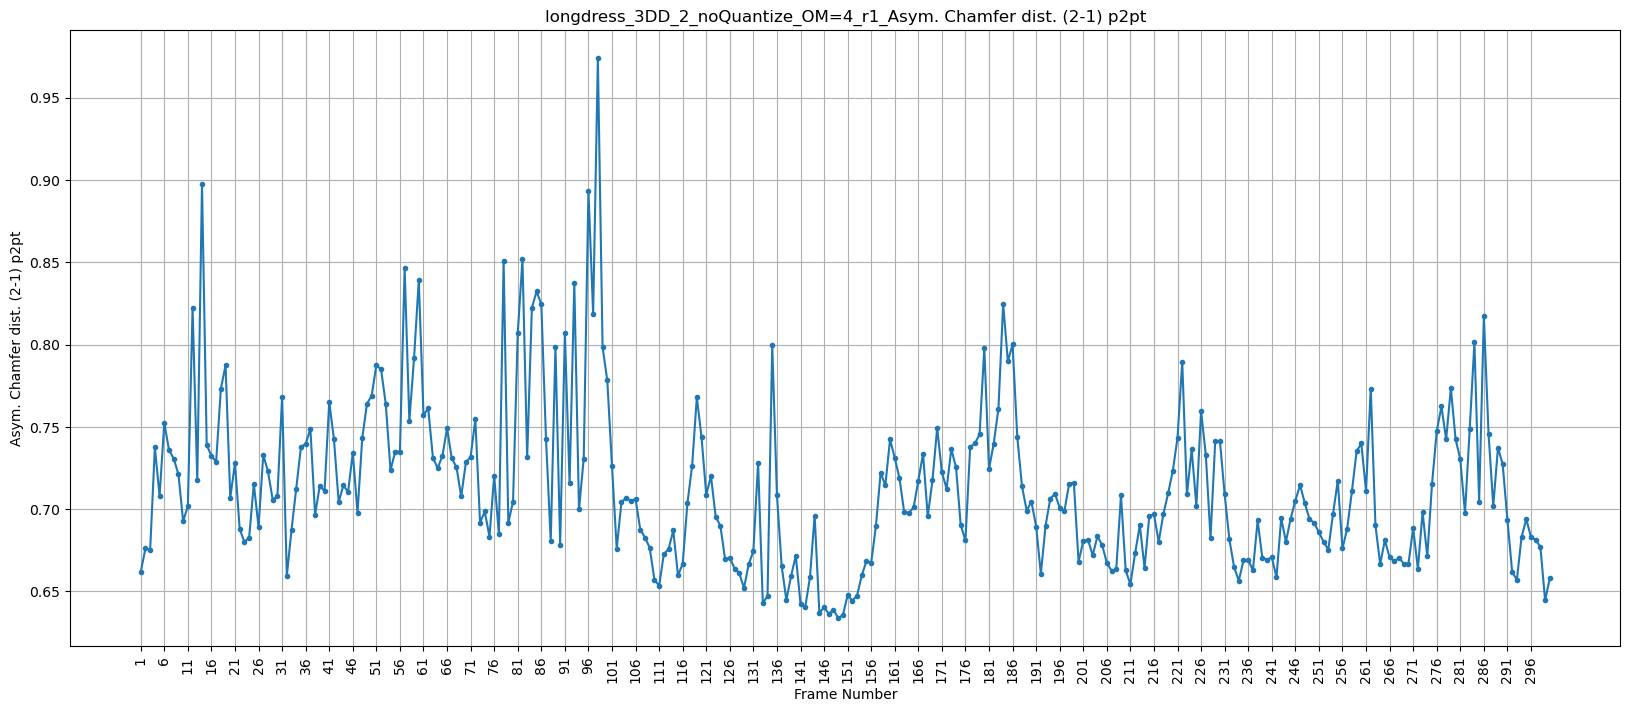 longdress_3DD_2_noQuantize_OM=4_r1_Asym. Chamfer dist. (2-1) p2pt
Asym. Chamfer dist. (2-1) p2pt
0.95
0.90
0.85
0.80
0.75
0.70
0.65
1 6 11 16 21 26 31 36 41 46 51 56 61 66 71 76 81 86 91 96 101 106 111 116 121 126 131 136 141 146 151 156 161 166 171 176 181 186 191 196 201 206 211 216 221 226 231 236 241 246 251 256 261 266 271 276 281 286 291 296
Frame Number